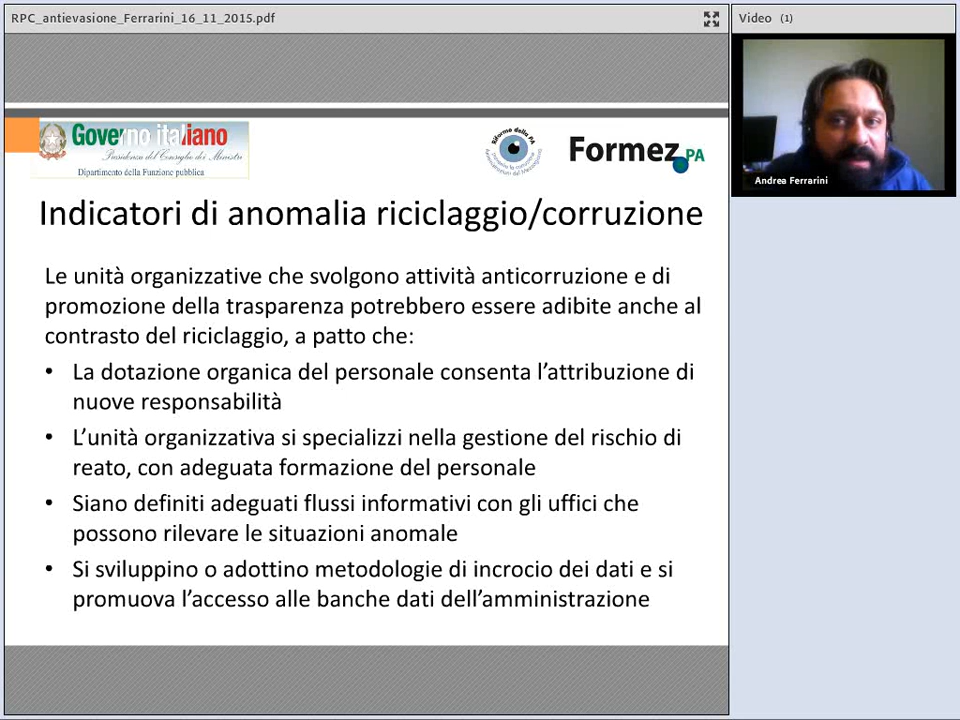 RPC_antievasione_Ferrarini_16_11_2015.pdf
Video (1)
Governo italiano
Presidenza del Consiglio dei Ministri
Dipartimento della Funzione pubblica
Riforme della PA
Formez PA
Andrea Ferrarini
Indicatori di anomalia riciclaggio/corruzione
Le unità organizzative che svolgono attività anticorruzione e di
promozione della trasparenza potrebbero essere adibite anche al
contrasto del riciclaggio, a patto che:
• La dotazione organica del personale consenta l’attribuzione di
nuove responsabilità
• L’unità organizzativa si specializzi nella gestione del rischio di
reato, con adeguata formazione del personale
• Siano definiti adeguati flussi informativi con gli uffici che
possono rilevare le situazioni anomale
• Si sviluppino o adottino metodologie di incrocio dei dati e si
promuova l’accesso alle banche dati dell’amministrazione